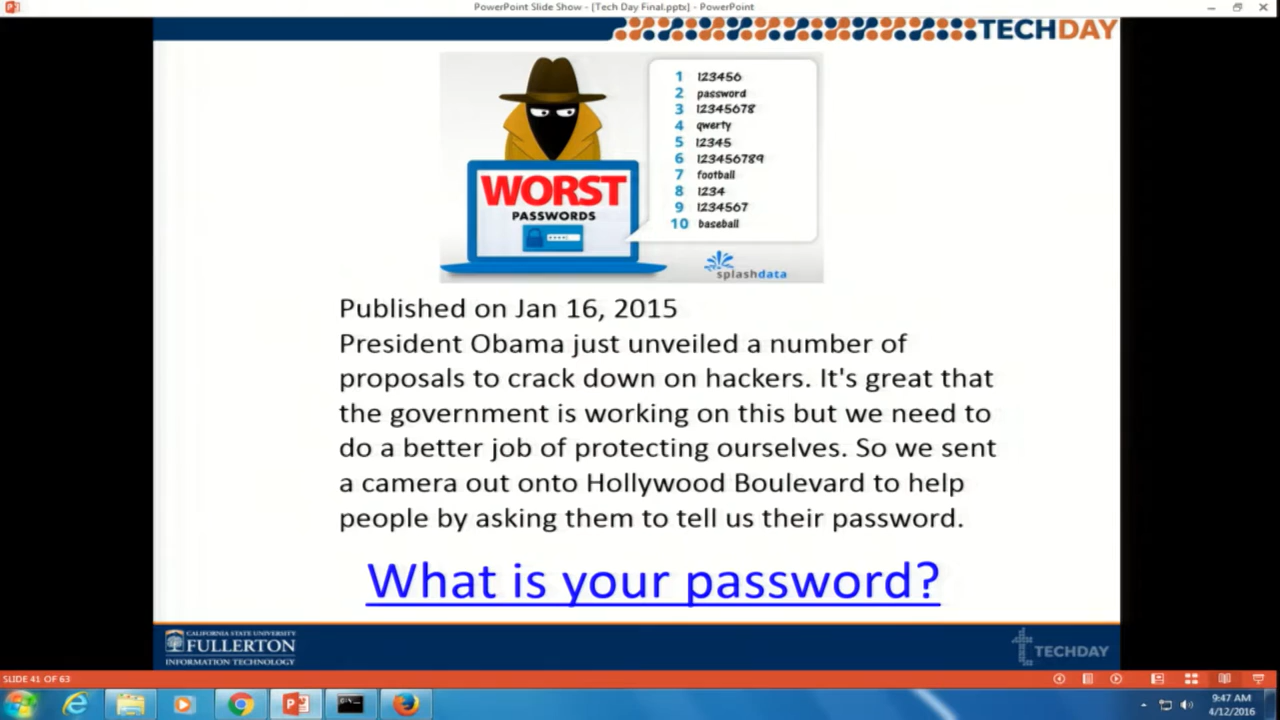 PowerPoint Slide Show - [Tech Day Final.pptx] - PowerPoint
TECHDAY
1 123456
2 password
3 12345678
4 qwerty
5 12345
6 123456789
7 football
8 1234
9 1234567
10 baseball
WORST
PASSWORDS
splashdata
Published on Jan 16, 2015
President Obama just unveiled a number of
proposals to crack down on hackers. It's great that
the government is working on this but we need to
do a better job of protecting ourselves. So we sent
a camera out onto Hollywood Boulevard to help
people by asking them to tell us their password.
What is your password?
CALIFORNIA STATE UNIVERSITY
FULLERTON
INFORMATION TECHNOLOGY
TECHDAY
SLIDE 41 OF 63
9:47 AM
4/12/2016